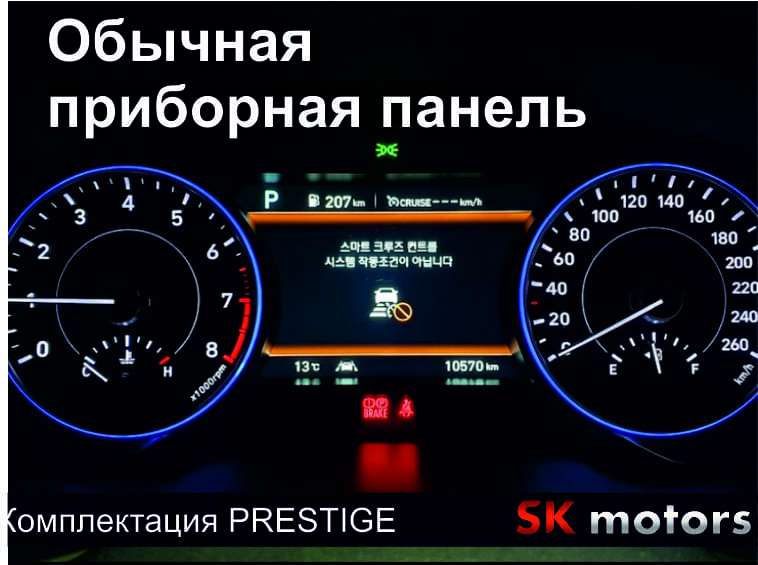 Обычная
приборная панель
P 207 km CRUISE---km/h
스마트 크루즈 컨트롤
시스템 작동조건이 아닙니다
13℃ 10570 km
BRAKE
0 1 2 3 4 5 6 7 8
x1000rpm
C H
0 20 40 60 80 100 120 140 160 180 200 220 240 260
km/h
E F
Комплектация PRESTIGE
SK motors